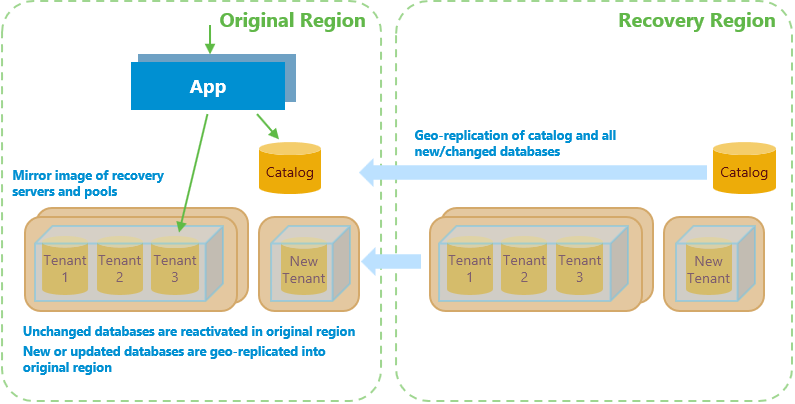 Original Region
Recovery Region
App
Geo-replication of catalog and all
new/changed databases
Catalog
Catalog
Mirror image of recovery
servers and pools
Tenant
1
Tenant
2
Tenant
3
New
Tenant
Tenant
1
Tenant
2
Tenant
3
New
Tenant
Unchanged databases are reactivated in original region
New or updated databases are geo-replicated into
original region